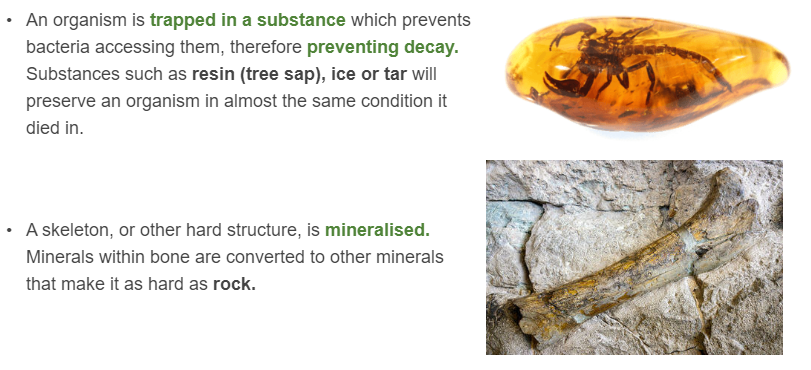 • An organism is trapped in a substance which prevents
bacteria accessing them, therefore preventing decay.
Substances such as resin (tree sap), ice or tar will
preserve an organism in almost the same condition it
died in.
• A skeleton, or other hard structure, is mineralised.
Minerals within bone are converted to other minerals
that make it as hard as rock.